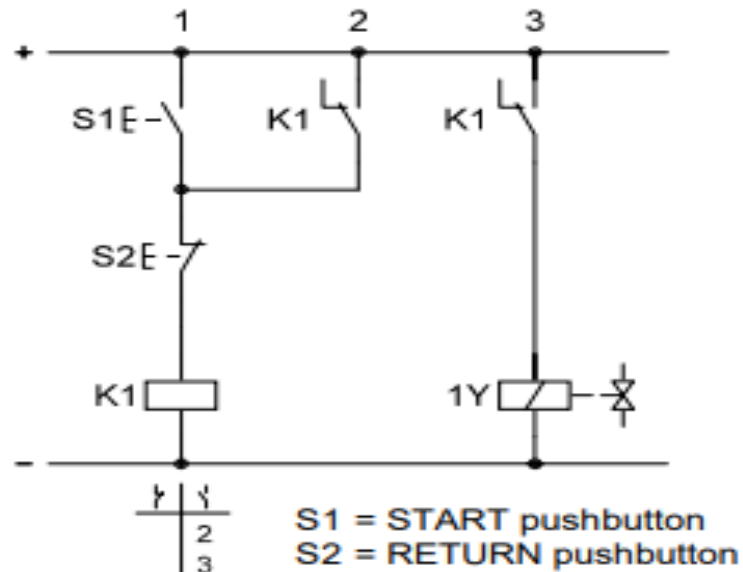 1 2 3
+
S1 K1 K1
S2
K1 1Y
-
2
3
S1 = START pushbutton
S2 = RETURN pushbutton